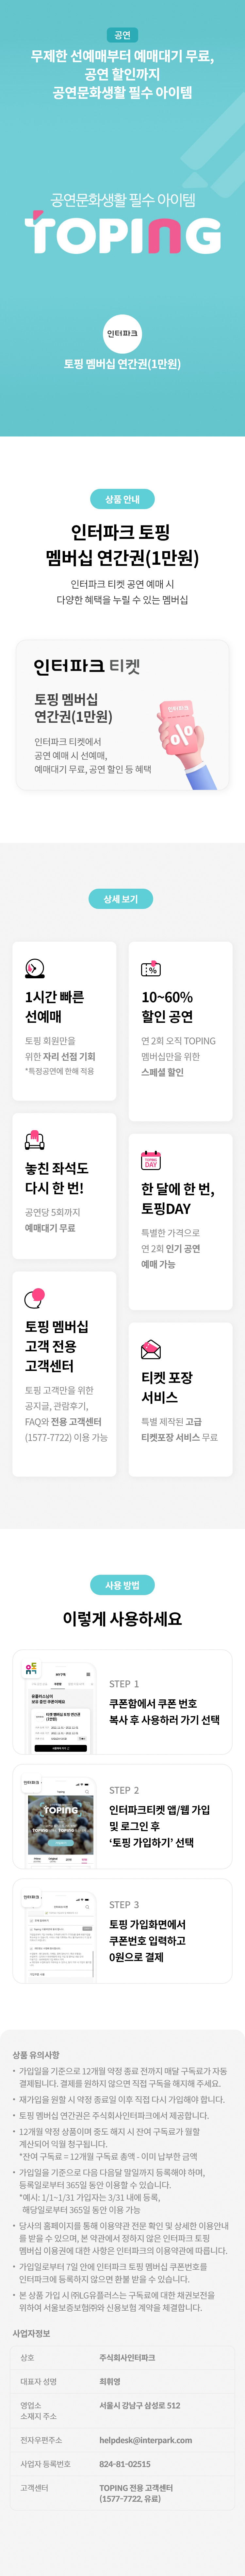 공연
무제한 선예매부터 예매대기 무료,
공연 할인까지
공연문화생활 필수 아이템
공연문화생활 필수 아이템
TOPING
인터파크
토핑 멤버십 연간권(1만원)
상품 안내
인터파크 토핑
멤버십 연간권(1만원)
인터파크 티켓 공연 예매 시
다양한 혜택을 누릴 수 있는 멤버십
인터파크 티켓
토핑 멤버십
연간권(1만원)
인터파크 티켓에서
공연 예매 시 선예매,
예매대기 무료, 공연 할인 등 혜택
인터파크
%
상세 보기
1시간 빠른
선예매
토핑 회원만을
위한 자리 선점 기회
*특정공연에 한해 적용
10~60%
할인 공연
연 2회 오직 TOPING
멤버십만을 위한
스페셜 할인
놓친 좌석도
다시 한 번!
공연당 5회까지
예매대기 무료
TOPING
DAY
한 달에 한 번,
토핑DAY
특별한 가격으로
연 2회 인기 공연
예매 가능
토핑 멤버십
고객 전용
고객센터
토핑 고객만을 위한
공지글, 관람후기,
FAQ와 전용 고객센터
(1577-7722) 이용 가능
티켓 포장
서비스
특별 제작된 고급
티켓포장 서비스 무료
사용 방법
이렇게 사용하세요
STEP 1
쿠폰함에서 쿠폰 번호
복사 후 사용하러 가기 선택
인터파크
TOPING
STEP 2
인터파크티켓 앱/웹 가입
및 로그인 후
‘토핑 가입하기’ 선택
인터파크
STEP 3
토핑 가입화면에서
쿠폰번호 입력하고
0원으로 결제
상품 유의사항
• 가입일을 기준으로 12개월 약정 종료 전까지 매달 구독료가 자동
결제됩니다. 결제를 원하지 않으면 직접 구독을 해지해 주세요.
• 재가입을 원할 시 약정 종료일 이후 직접 다시 가입해야 합니다.
• 토핑 멤버십 연간권은 주식회사인터파크에서 제공합니다.
• 12개월 약정 상품이며 중도 해지 시 잔여 구독료가 월할
계산되어 익월 청구됩니다.
*잔여 구독료 = 12개월 구독료 총액 - 이미 납부한 금액
• 가입일을 기준으로 다음 다음달 말일까지 등록해야 하며,
등록일로부터 365일 동안 이용할 수 있습니다.
*예시: 1/1~1/31 가입자는 3/31 내에 등록,
해당일로부터 365일 동안 이용 가능
• 당사의 홈페이지를 통해 이용약관 전문 확인 및 상세한 이용안내
를 받을 수 있으며, 본 약관에서 정하지 않은 인터파크 토핑
멤버십 이용권에 대한 사항은 인터파크의 이용약관에 따릅니다.
• 가입일로부터 7일 안에 인터파크 토핑 멤버십 쿠폰번호를
인터파크에 등록하지 않으면 환불 받을 수 있습니다.
• 본 상품 가입 시 ㈜LG유플러스는 구독료에 대한 채권보전을
위하여 서울보증보험㈜와 신용보험 계약을 체결합니다.
사업자정보
상호 주식회사인터파크
대표자 성명 최휘영
영업소
소재지 주소 서울시 강남구 삼성로 512
전자우편주소 helpdesk@interpark.com
사업자 등록번호 824-81-02515
고객센터 TOPING 전용 고객센터
(1577-7722, 유료)